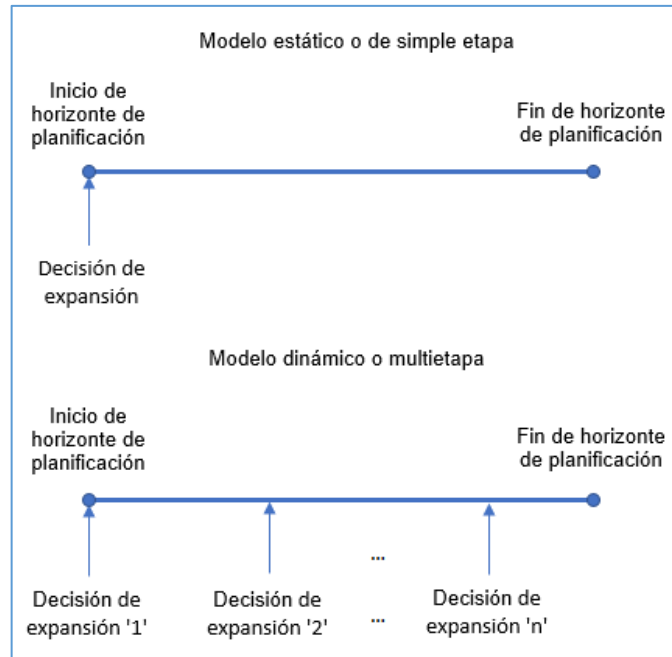 Modelo estático o de simple etapa
Inicio de
horizonte de
planificación
Fin de horizonte
de planificación
Decisión de
expansión
Modelo dinámico o multietapa
Inicio de
horizonte de
planificación
Fin de horizonte
de planificación
...
Decisión de
expansión '1'
Decisión de
expansión '2'
...
Decisión de
expansión 'n'